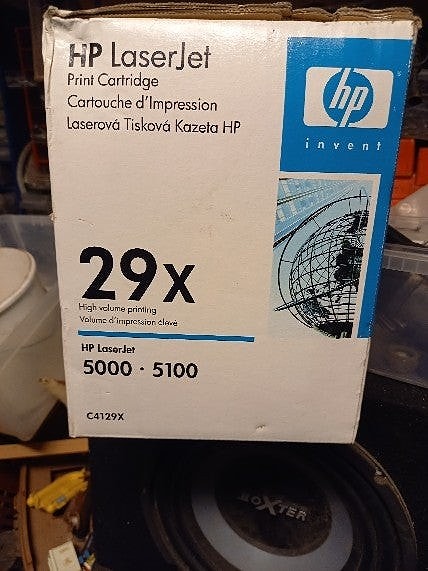 HP LaserJet
Print Cartridge
Cartouche d'Impression
Laserová Tisková Kazeta HP
hp
invent
29X
High volume printing
Volume d'impression élevé
HP LaserJet
5000 · 5100
C4129X
BOXTER